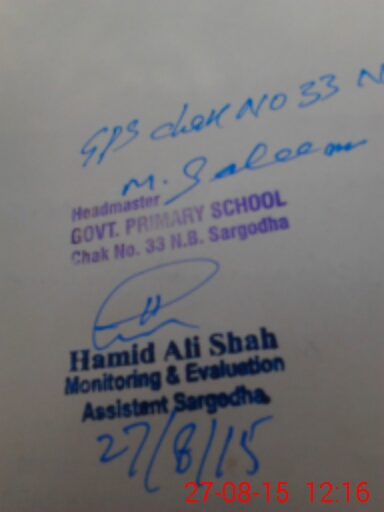 GPS chak NO 33 N
M. Saleem
Headmaster
GOVT. PRIMARY SCHOOL
Chak No. 33 N.B. Sargodha
Hamid Ali Shah
Monitoring & Evaluation
Assistant Sargodha
27/8/15
27-08-15 12:16